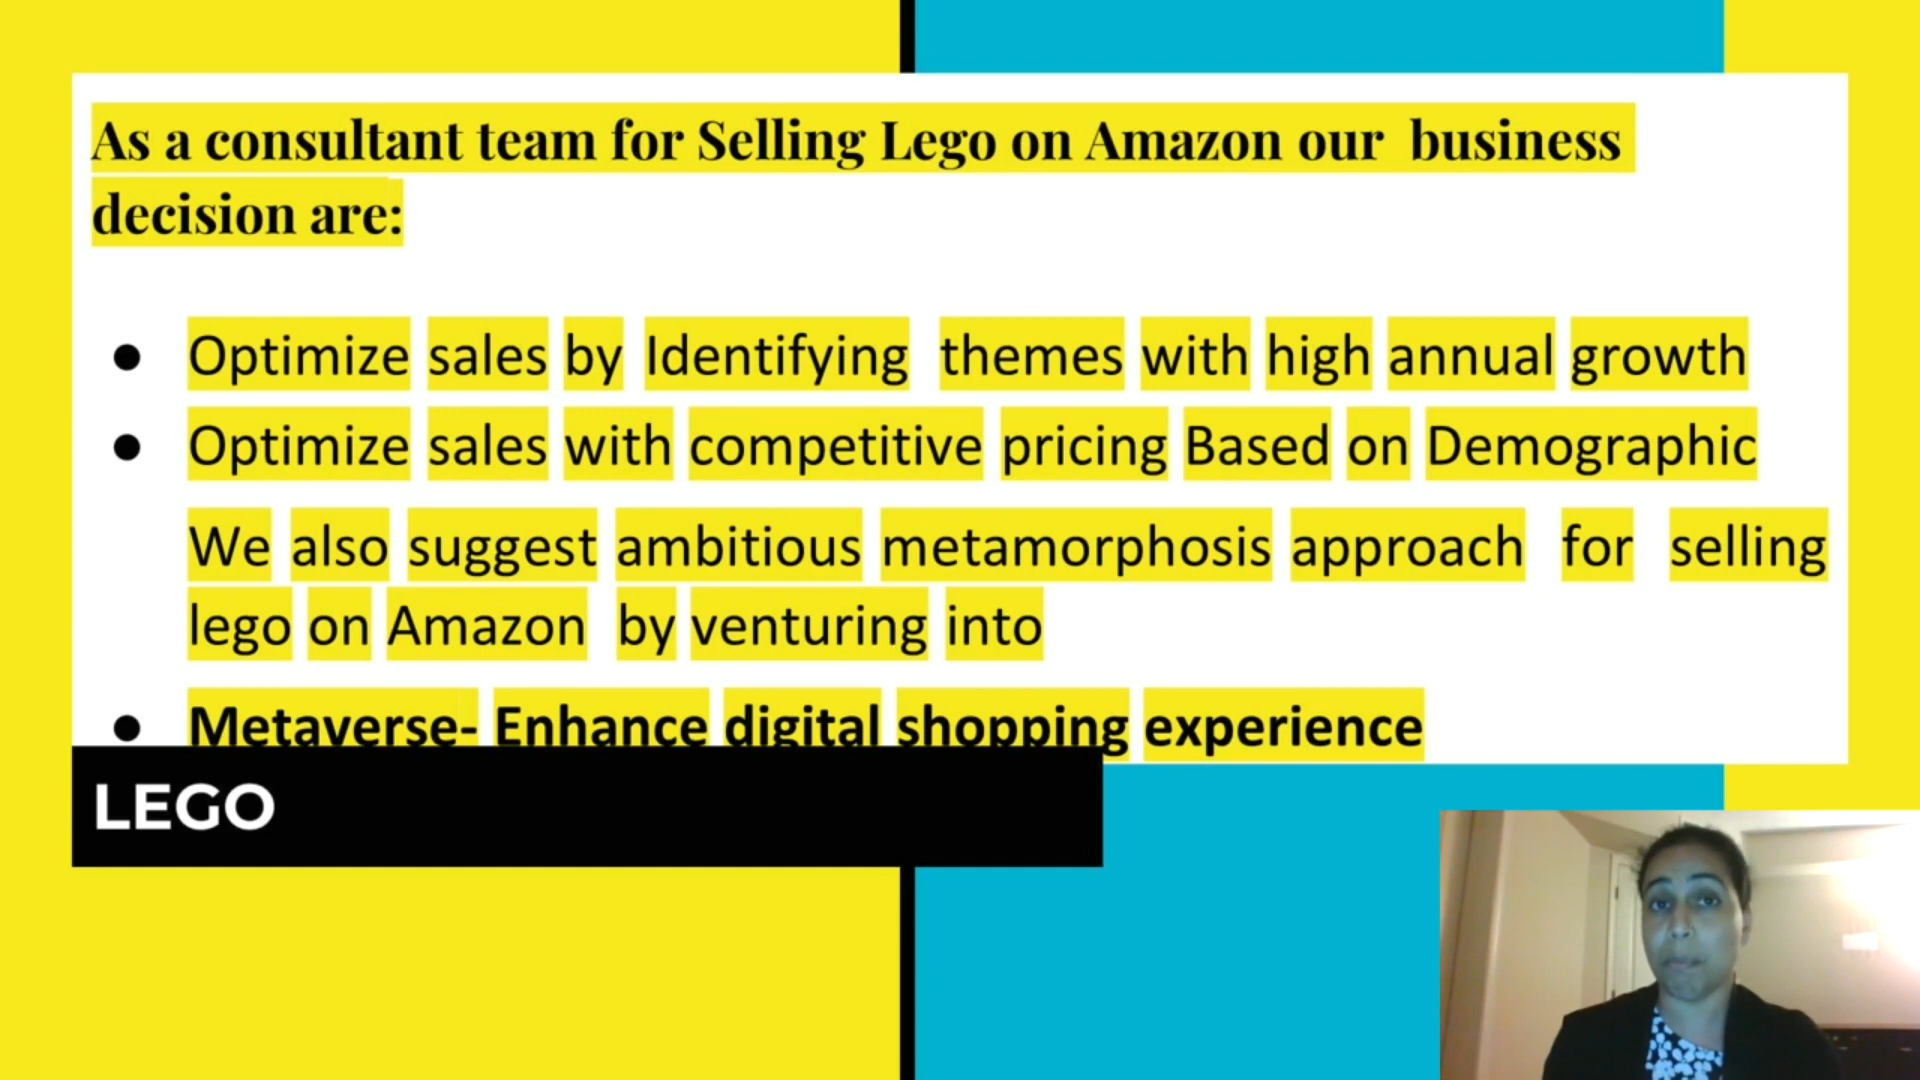 As a consultant team for Selling Lego on Amazon our business
decision are:
Optimize sales by Identifying themes with high annual growth
Optimize sales with competitive pricing Based on Demographic
We also suggest ambitious metamorphosis approach for selling
lego on Amazon by venturing into
Metaverse- Enhance digital shopping experience
LEGO